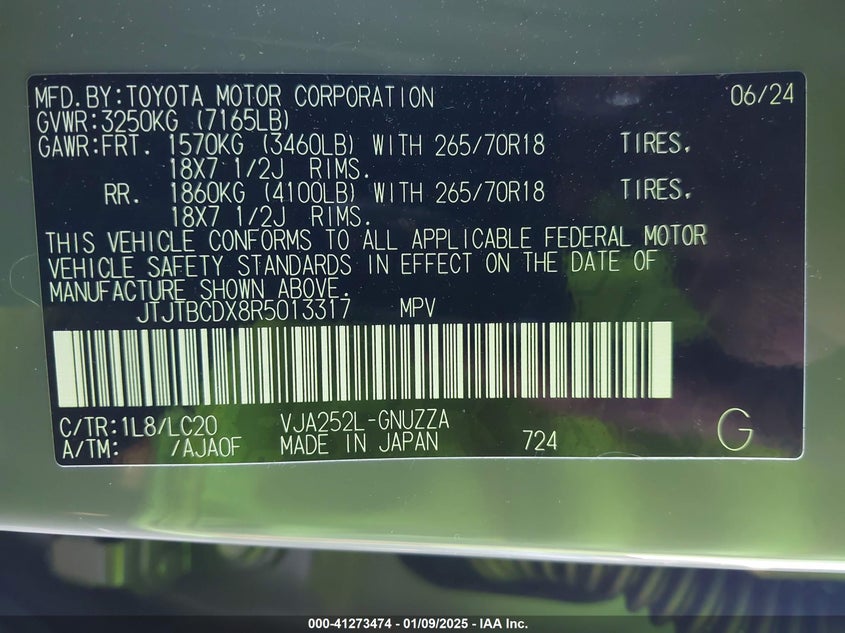 MFD.BY:TOYOTA MOTOR CORPORATION 06/24
GVWR:3250KG (7165LB)
GAWR:FRT. 1570KG (3460LB) WITH 265/70R18 TIRES.
18X7 1/2J RIMS.
RR. 1860KG (4100LB) WITH 265/70R18 TIRES.
18X7 1/2J RIMS.
THIS VEHICLE CONFORMS TO ALL APPLICABLE FEDERAL MOTOR
VEHICLE SAFETY STANDARDS IN EFFECT ON THE DATE OF
MANUFACTURE SHOWN ABOVE.
JTJTBCDX8R5013317 MPV
C/TR:1L8/LC20 VJA252L-GNUZZA
A/TM: /AJA0F MADE IN JAPAN 724 G
000-41273474 - 01/09/2025 - IAA Inc.